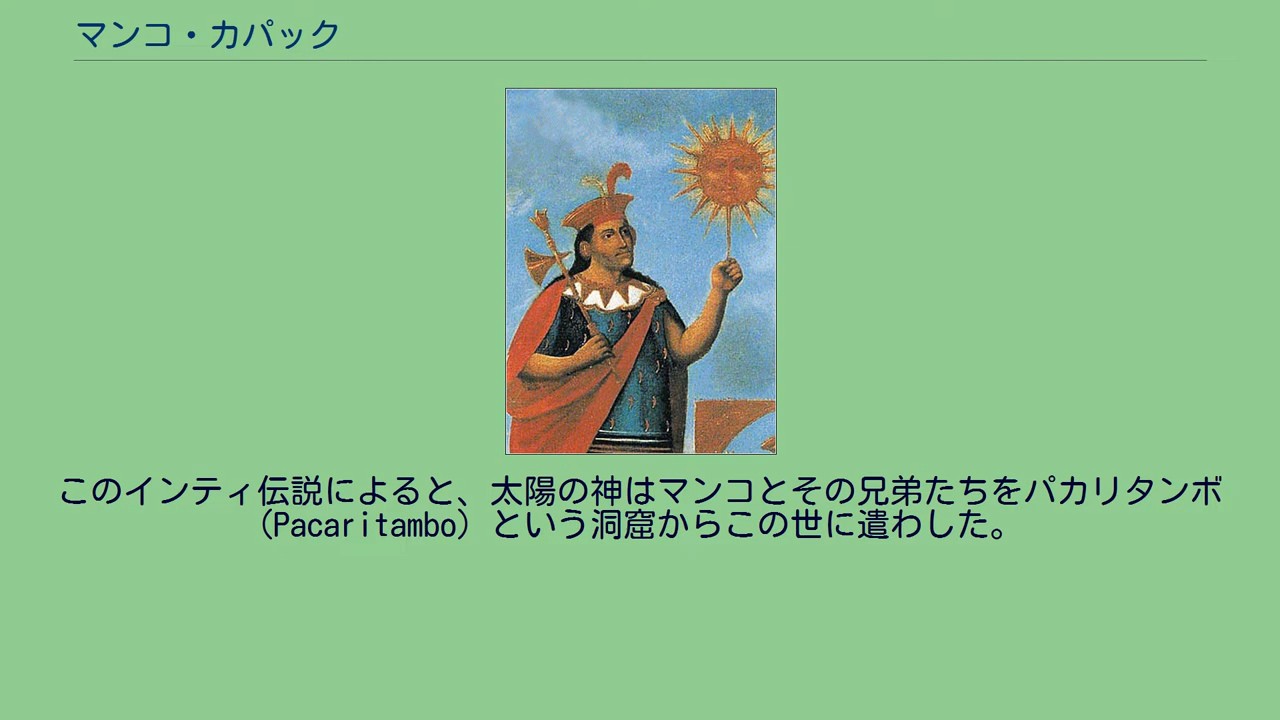 マンコ・カパック
このインティ伝説によると、太陽の神はマンコとその兄弟たちをパカリタンボ
（Pacaritambo）という洞窟からこの世に遣わした。